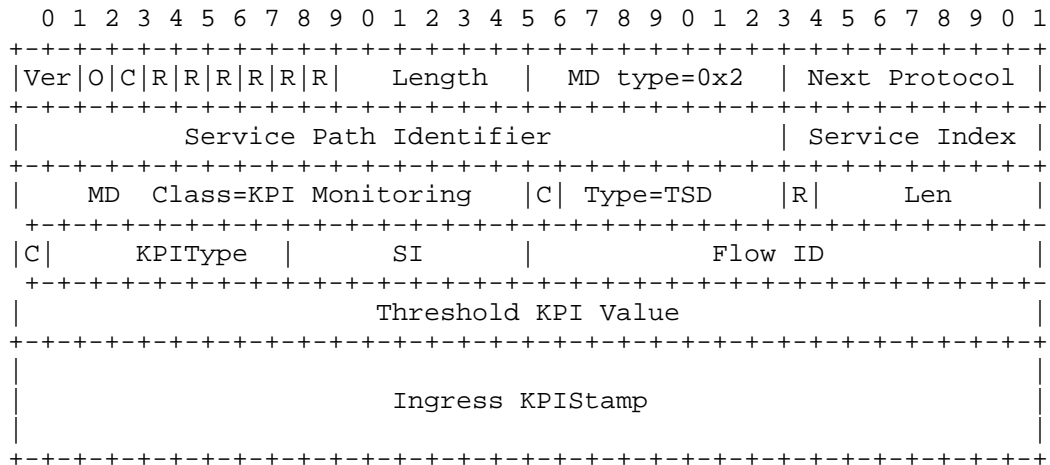 0 1 2 3 4 5 6 7 8 9 0 1 2 3 4 5 6 7 8 9 0 1 2 3 4 5 6 7 8 9 0 1
+-+-+-+-+-+-+-+-+-+-+-+-+-+-+-+-+-+-+-+-+-+-+-+-+-+-+-+-+-+-+-+-+
|Ver|O|C|R|R|R|R|R|R|   Length  |  MD type=0x2  | Next Protocol |
+-+-+-+-+-+-+-+-+-+-+-+-+-+-+-+-+-+-+-+-+-+-+-+-+-+-+-+-+-+-+-+-+
|          Service Path Identifier              | Service Index |
+-+-+-+-+-+-+-+-+-+-+-+-+-+-+-+-+-+-+-+-+-+-+-+-+-+-+-+-+-+-+-+-+
|    MD  Class=KPI Monitoring   |C| Type=TSD    |R|     Len     |
 +-+-+-+-+-+-+-+-+-+-+-+-+-+-+-+-+-+-+-+-+-+-+-+-+-+-+-+-+-+-+-+-
|C|     KPIType  |      SI      |           Flow ID             |
 +-+-+-+-+-+-+-+-+-+-+-+-+-+-+-+-+-+-+-+-+-+-+-+-+-+-+-+-+-+-+-+-
|                      Threshold KPI Value                      |
+-+-+-+-+-+-+-+-+-+-+-+-+-+-+-+-+-+-+-+-+-+-+-+-+-+-+-+-+-+-+-+-+
|                                                               |
|                       Ingress KPIStamp                        |
|                                                               |
+-+-+-+-+-+-+-+-+-+-+-+-+-+-+-+-+-+-+-+-+-+-+-+-+-+-+-+-+-+-+-+-+